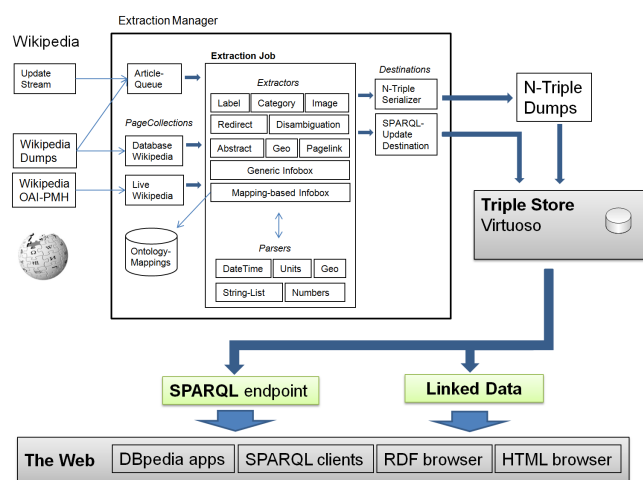 Extraction Manager
Wikipedia
Update
Stream
Wikipedia
Dumps
Wikipedia
OAI-PMH
Article-
Queue
PageCollections
Database
Wikipedia
Live
Wikipedia
Ontology-
Mappings
Extraction Job
Extractors
Label Category Image
Redirect Disambiguation
Abstract Geo Pagelink
Generic Infobox
Mapping-based Infobox
Parsers
DateTime Units Geo
String-List Numbers
Destinations
N-Triple
Serializer
SPARQL-
Update
Destination
N-Triple
Dumps
Triple Store
Virtuoso
SPARQL endpoint
Linked Data
The Web DBpedia apps SPARQL clients RDF browser HTML browser